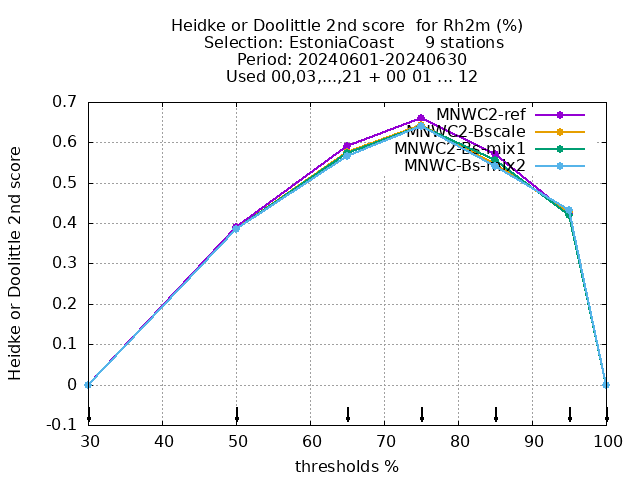 Heidke or Doolittle 2nd score  for Rh2m (%)
Selection: EstoniaCoast      9 stations
Period: 20240601-20240630
Used 00,03,...,21 + 00 01 ... 12
Heidke or Doolittle 2nd score
0.7
0.6
0.5
0.4
0.3
0.2
0.1
0
-0.1
MNWC2-ref
MNWC2-Bscale
MNWC2-Bs-mix1
MNWC-Bs-mix2
30 40 50 60 70 80 90 100
thresholds %